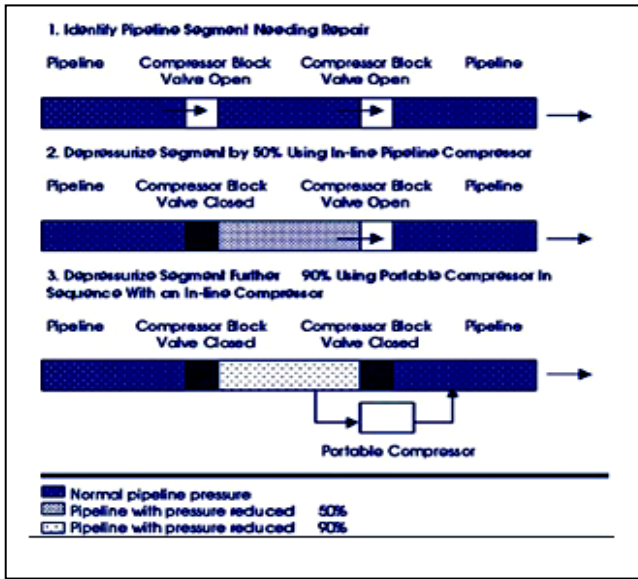 1. Identify Pipeline Segment Needing Repair
Pipeline Compressor Block Compressor Block Pipeline
Valve Open Valve Open
2. Depressurize Segment by 50% Using In-line Pipeline Compressor
Pipeline Compressor Block Compressor Block Pipeline
Valve Closed Valve Open
3. Depressurize Segment Further 90% Using Portable Compressor In
Sequence With an In-line Compressor
Pipeline Compressor Block Compressor Block Pipeline
Valve Closed Valve Closed
Portable Compressor
Normal pipeline pressure
Pipeline with pressure reduced 50%
Pipeline with pressure reduced 90%